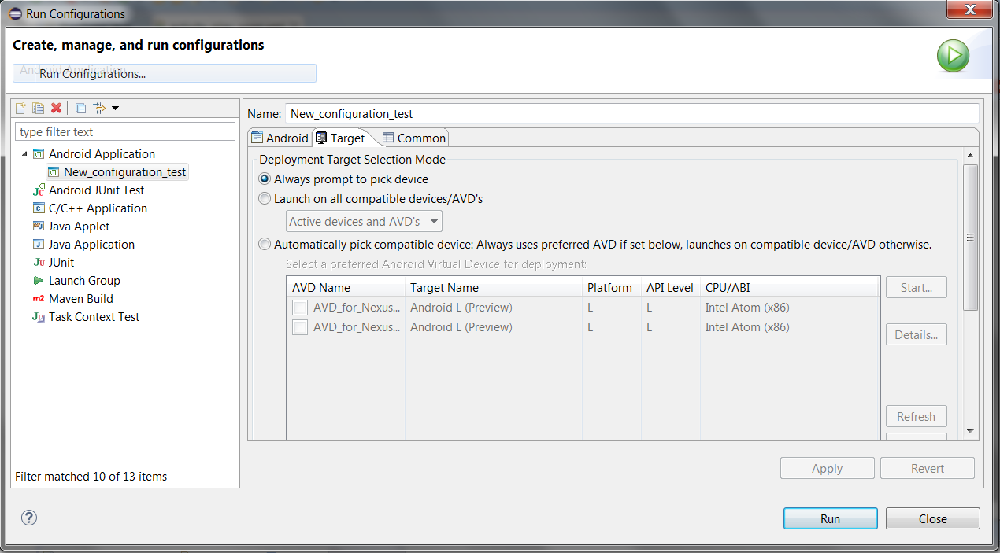 Run Configurations
Create, manage, and run configurations
Android Application
Run Configurations...
type filter text
Android Application
New_configuration_test
Android JUnit Test
C/C++ Application
Java Applet
Java Application
JUnit
Launch Group
Maven Build
Task Context Test
Filter matched 10 of 13 items
Name: New_configuration_test
Android Target Common
Deployment Target Selection Mode
Always prompt to pick device
Launch on all compatible devices/AVD's
Active devices and AVD's
Automatically pick compatible device: Always uses preferred AVD if set below, launches on compatible device/AVD otherwise.
Select a preferred Android Virtual Device for deployment:
AVD Name Target Name Platform API Level CPU/ABI
AVD_for_Nexus... Android L (Preview) L L Intel Atom (x86)
AVD_for_Nexus... Android L (Preview) L L Intel Atom (x86)
Start...
Details...
Refresh
Apply Revert
Run Close